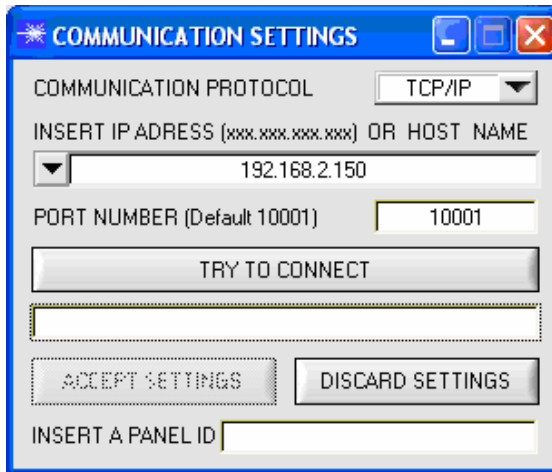 COMMUNICATION SETTINGS
COMMUNICATION PROTOCOL TCP/IP
INSERT IP ADRESS (xxx.xxx.xxx.xxx) OR HOST NAME
192.168.2.150
PORT NUMBER (Default 10001) 10001
TRY TO CONNECT
ACCEPT SETTINGS DISCARD SETTINGS
INSERT A PANEL ID